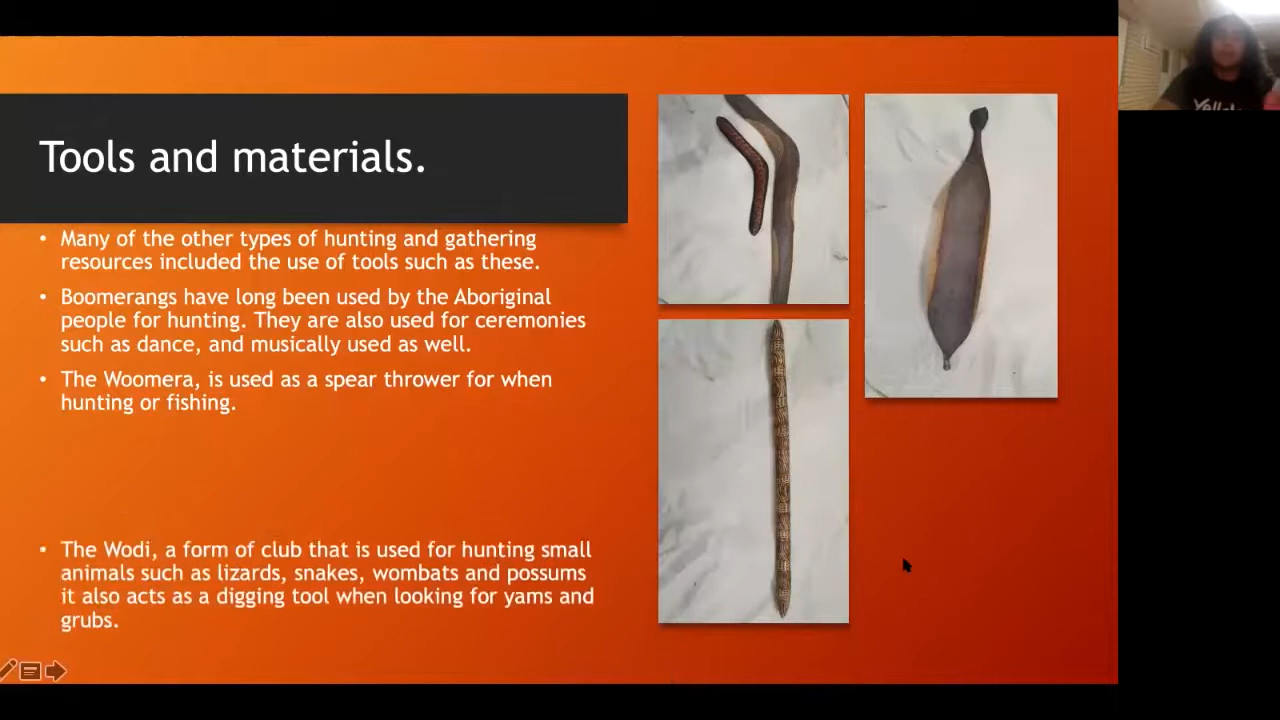 Tools and materials.
• Many of the other types of hunting and gathering
resources included the use of tools such as these.
• Boomerangs have long been used by the Aboriginal
people for hunting. They are also used for ceremonies
such as dance, and musically used as well.
• The Woomera, is used as a spear thrower for when
hunting or fishing.
• The Wodi, a form of club that is used for hunting small
animals such as lizards, snakes, wombats and possums
it also acts as a digging tool when looking for yams and
grubs.